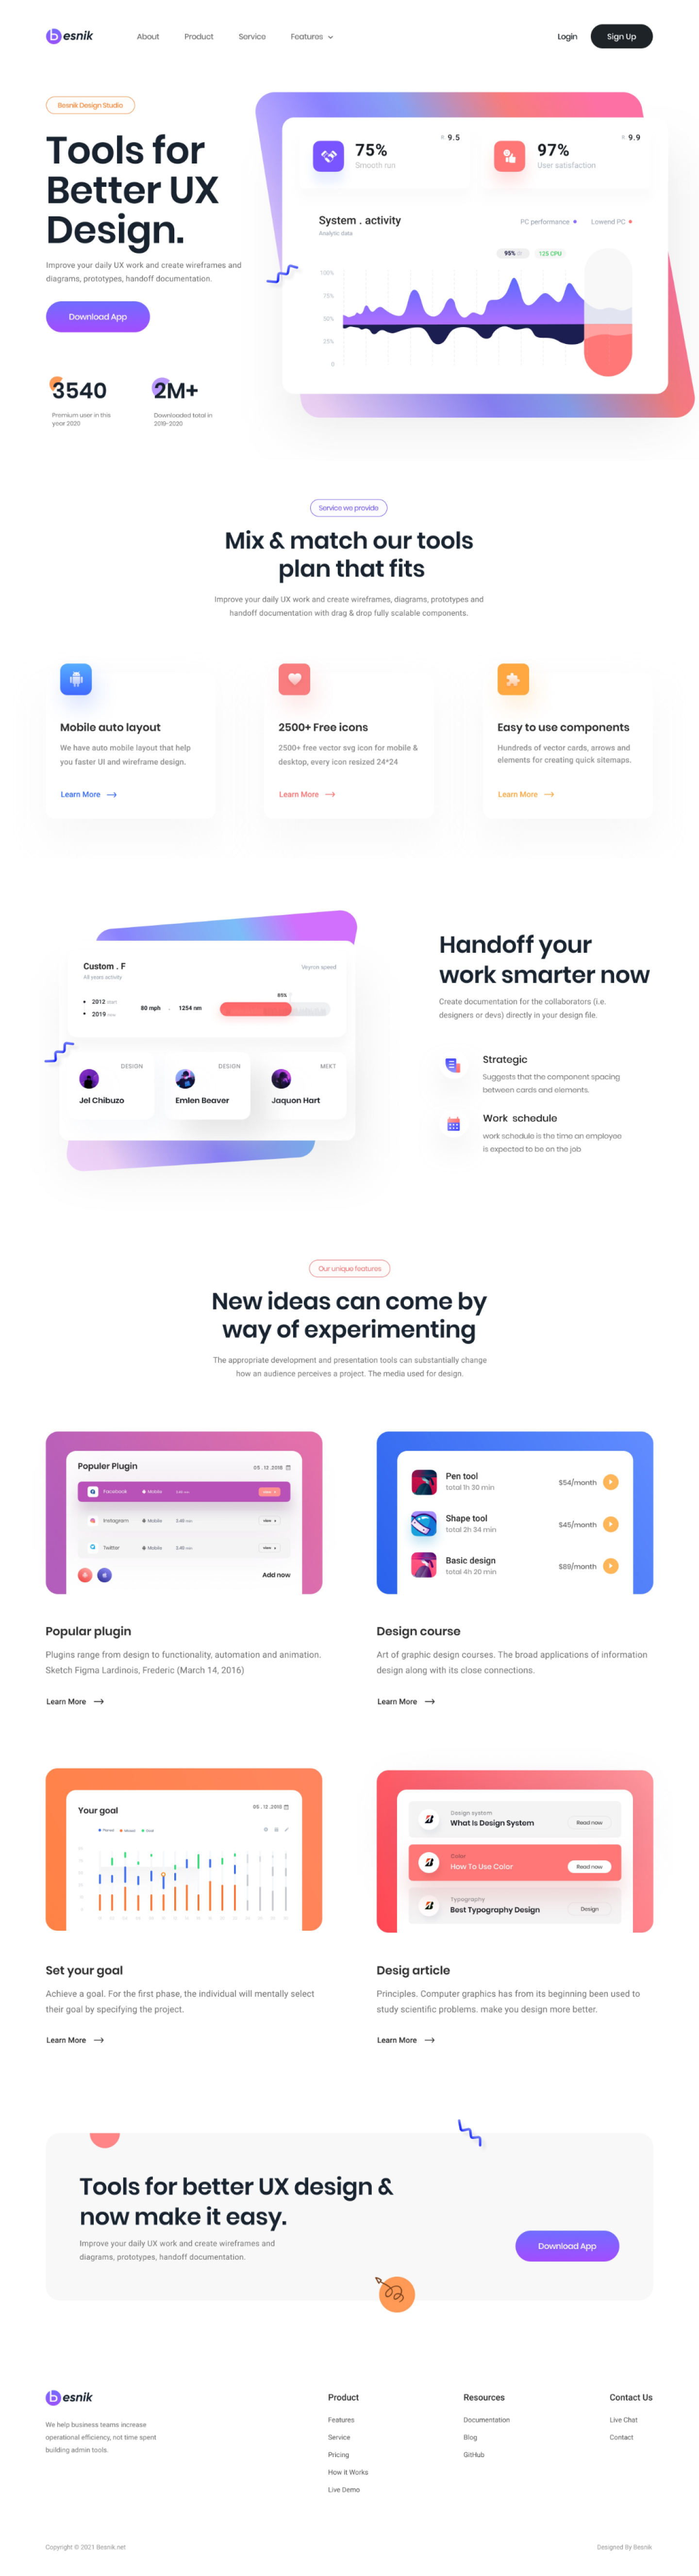 besnik
About
Product
Service
Features
Login
Sign Up
Besnik Design Studio
Tools for
Better UX
Design.
Improve your daily UX work and create wireframes and
diagrams, prototypes, handoff documentation.
Download App
3540
Premium user in this
year 2020
2M+
Downloaded total in
2019-2020
75%
Smooth run
9.5
97%
User satisfaction
9.9
System . activity
Analytic data
PC performance
Lowend PC
95%
125 CPU
100%
75%
50%
25%
0
Service we provide
Mix & match our tools
plan that fits
Improve your daily UX work and create wireframes, diagrams, prototypes and
handoff documentation with drag & drop fully scalable components.
Mobile auto layout
We have auto mobile layout that help
you faster UI and wireframe design.
Learn More
2500+ Free icons
2500+ free vector svg icon for mobile &
desktop, every icon resized 24*24
Learn More
Easy to use components
Hundreds of vector cards, arrows and
elements for creating quick sitemaps.
Learn More
Custom . F
All years activity
Veyron speed
2012 start
2019
80 mph . 1254 nm
85%
DESIGN
Jel Chibuzo
DESIGN
Emlen Beaver
MEKT
Jaquon Hart
Handoff your
work smarter now
Create documentation for the collaborators (i.e.
designers or devs) directly in your design file.
Strategic
Suggests that the component spacing
between cards and elements.
Work schedule
work schedule is the time an employee
is expected to be on the job
Our unique features
New ideas can come by
way of experimenting
The appropriate development and presentation tools can substantially change
how an audience perceives a project. The media used for design.
Populer Plugin
05 . 12 .2018
Facebook
Mobile
Instagram
Mobile
Twitter
Mobile
Add now
Pen tool
total 1h 30 min
$54/month
Shape tool
total 2h 34 min
$45/month
Basic design
total 4h 20 min
$89/month
Popular plugin
Plugins range from design to functionality, automation and animation.
Sketch Figma Lardinois, Frederic (March 14, 2016)
Learn More
Design course
Art of graphic design courses. The broad applications of information
design along with its close connections.
Learn More
Your goal
Design system
What Is Design System
Read now
Color
How To Use Color
Read now
Typography
Best Typography Design
Design
Set your goal
Achieve a goal. For the first phase, the individual will mentally select
their goal by specifying the project.
Learn More
Desig article
Principles. Computer graphics has from its beginning been used to
study scientific problems. make you design more better.
Learn More
Tools for better UX design &
now make it easy.
Improve your daily UX work and create wireframes and
diagrams, prototypes, handoff documentation.
Download App
besnik
We help business teams increase
operational efficiency, not time spent
building admin tools.
Product
Features
Service
Pricing
How it Works
Live Demo
Resources
Documentation
Blog
GitHub
Contact Us
Live Chat
Contact
Copyright © 2021 Besnik.net
Designed By Besnik